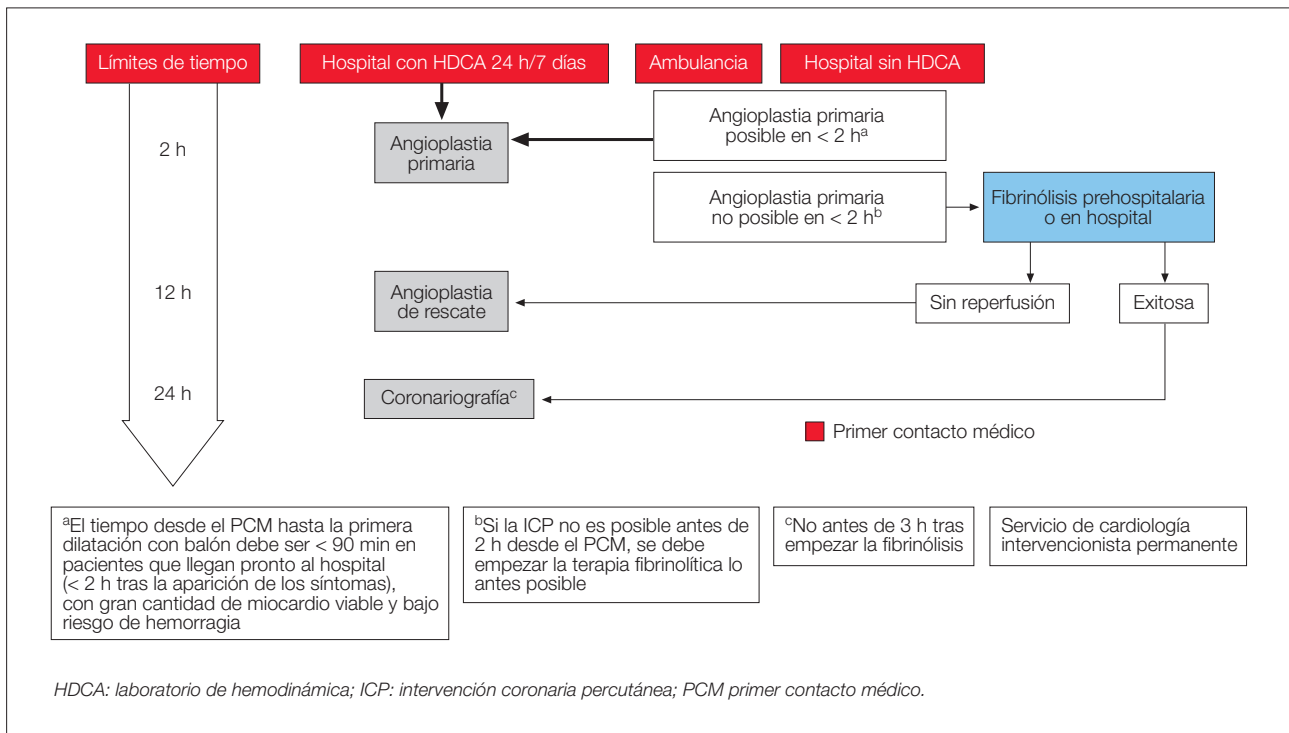 Límites de tiempo
Hospital con HDCA 24 h/7 días
Ambulancia
Hospital sin HDCA
2 h
Angioplastia
primaria
Angioplastia primaria
posible en < 2 hª
Angioplastia primaria
no posible en < 2 hᵇ
Fibrinólisis prehospitalaria
o en hospital
12 h
Angioplastia
de rescate
Sin reperfusión
Exitosa
24 h
Coronariografíaᶜ
Primer contacto médico
ªEl tiempo desde el PCM hasta la primera
dilatación con balón debe ser < 90 min en
pacientes que llegan pronto al hospital
(< 2 h tras la aparición de los síntomas),
con gran cantidad de miocardio viable y bajo
riesgo de hemorragia
ᵇSi la ICP no es posible antes de
2 h desde el PCM, se debe
empezar la terapia fibrinolítica lo
antes posible
ᶜNo antes de 3 h tras
empezar la fibrinólisis
Servicio de cardiología
intervencionista permanente
HDCA: laboratorio de hemodinámica; ICP: intervención coronaria percutánea; PCM primer contacto médico.